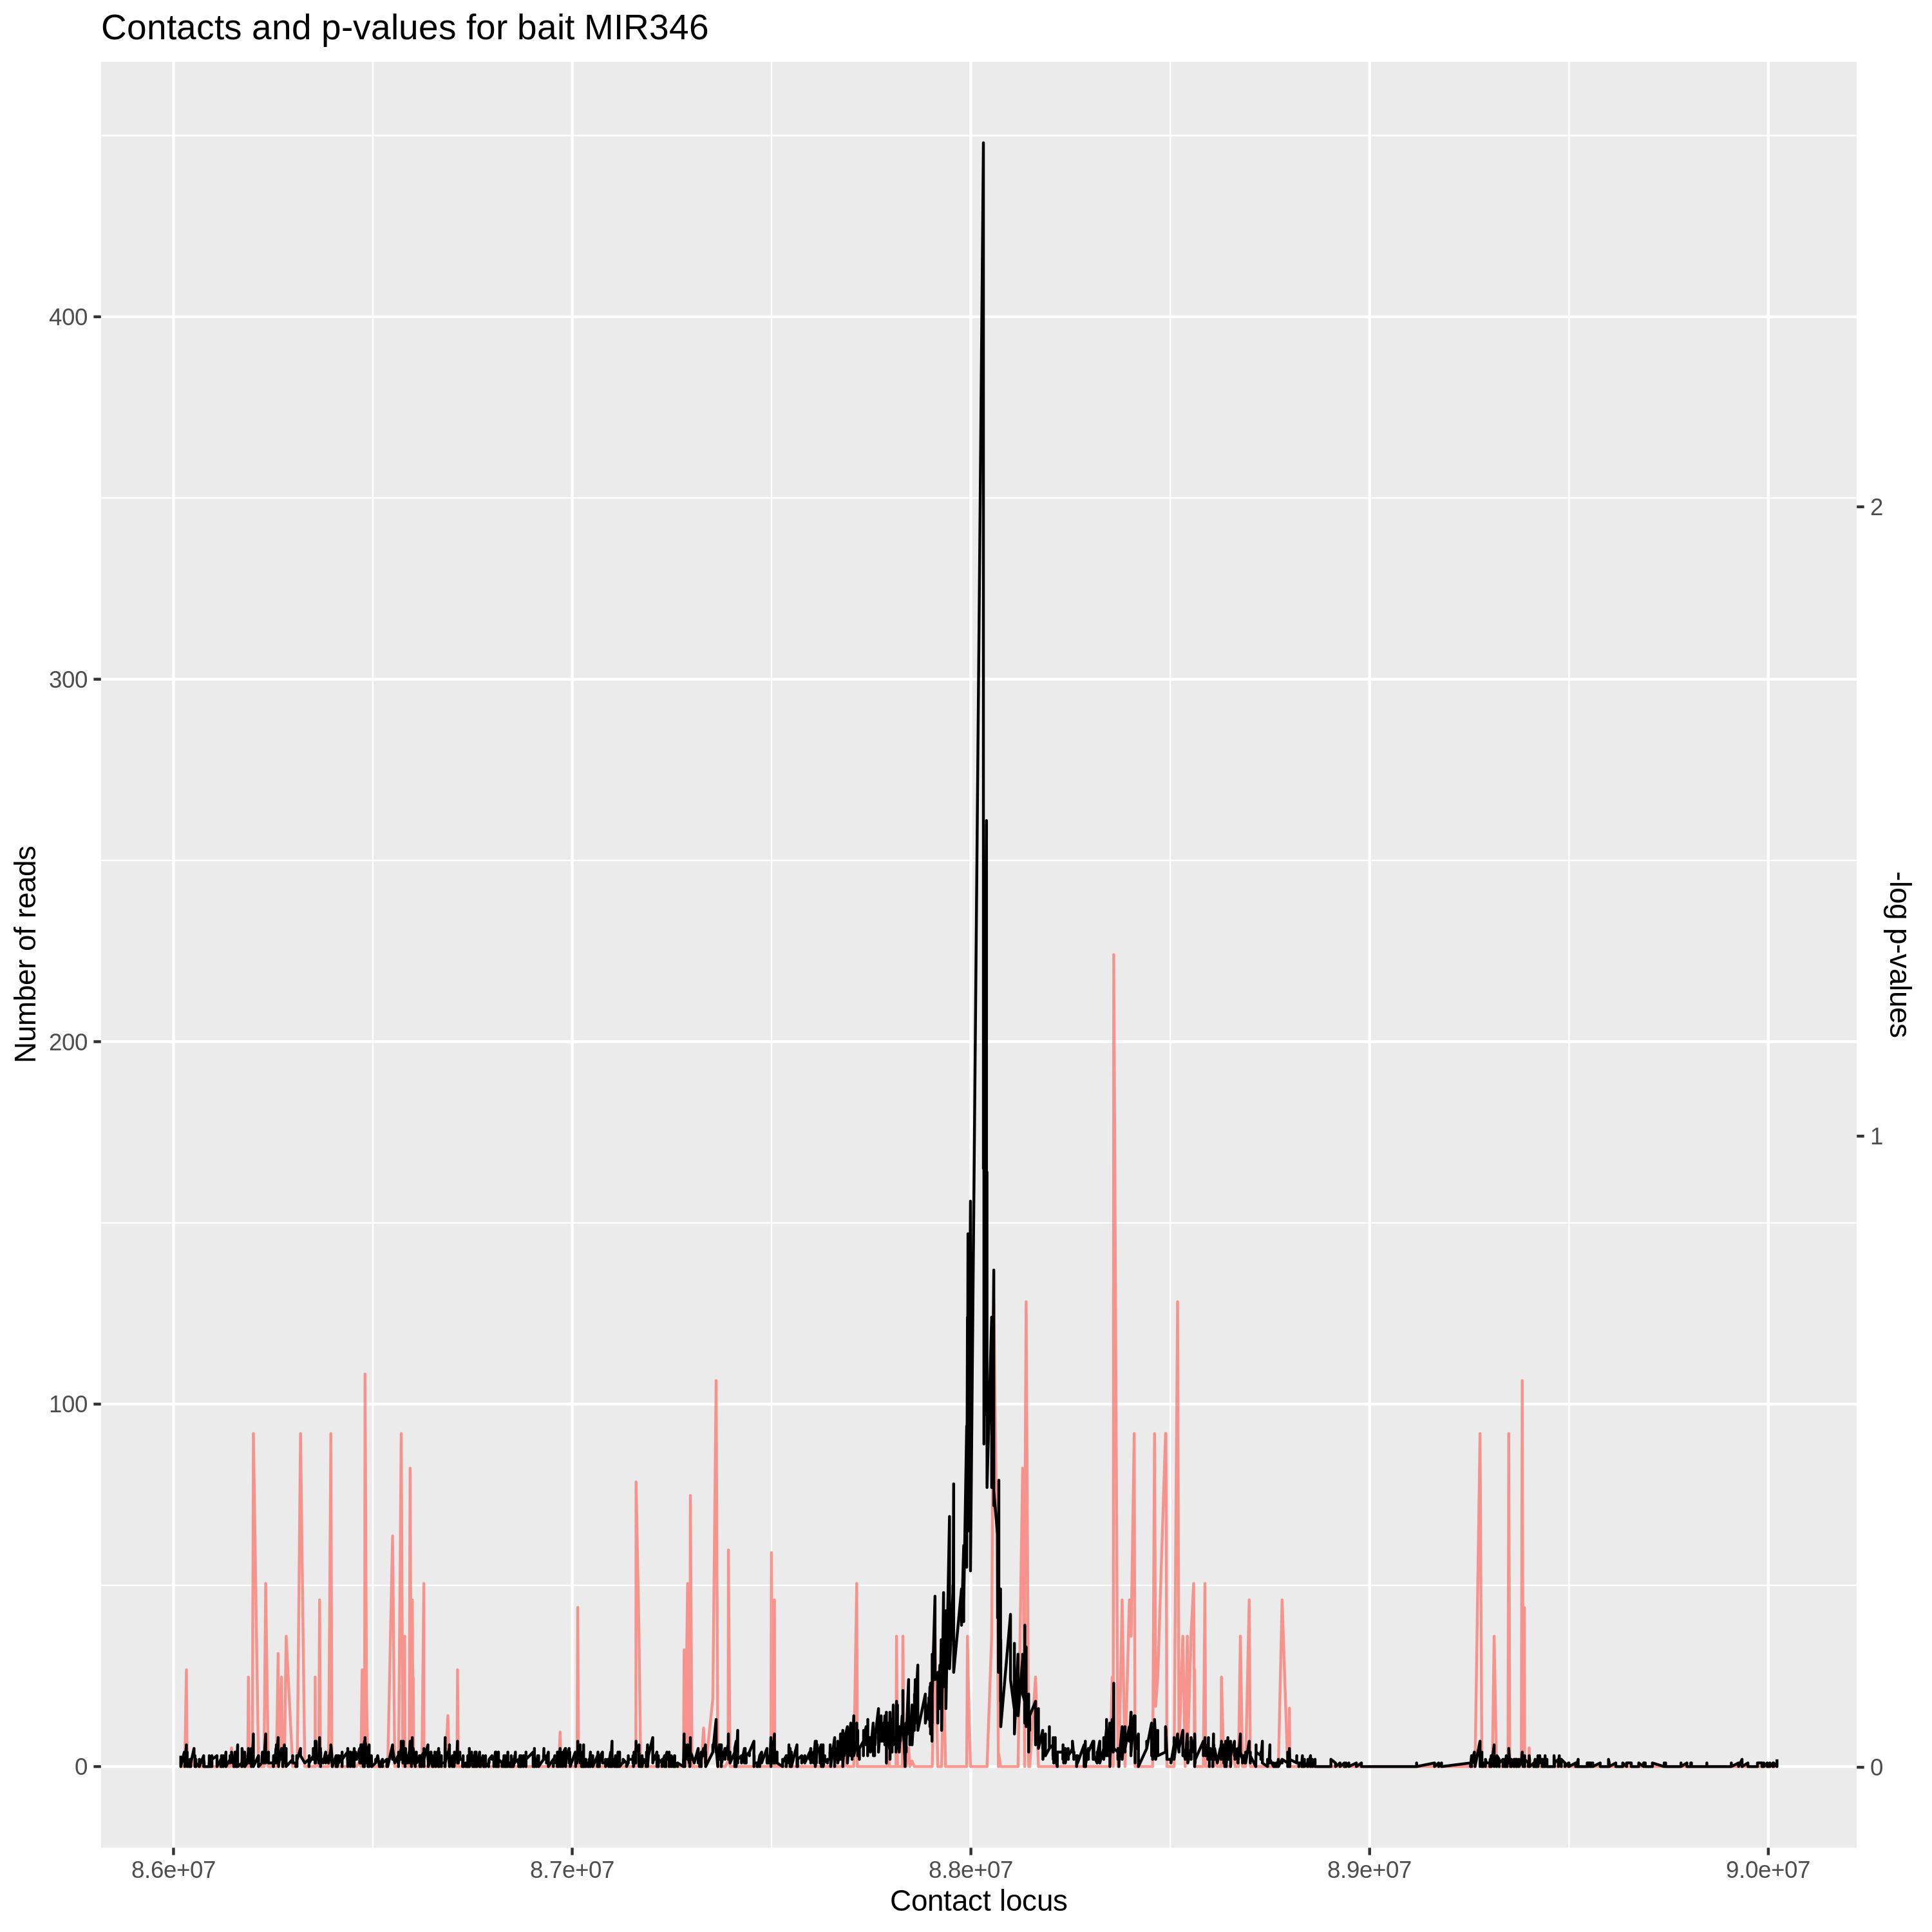 Contacts and p-values for bait MIR346
Number of reads
400
300
200
100
0
2
1
0
-log p-values
8.6e+07 8.7e+07 8.8e+07 8.9e+07 9.0e+07
Contact locus